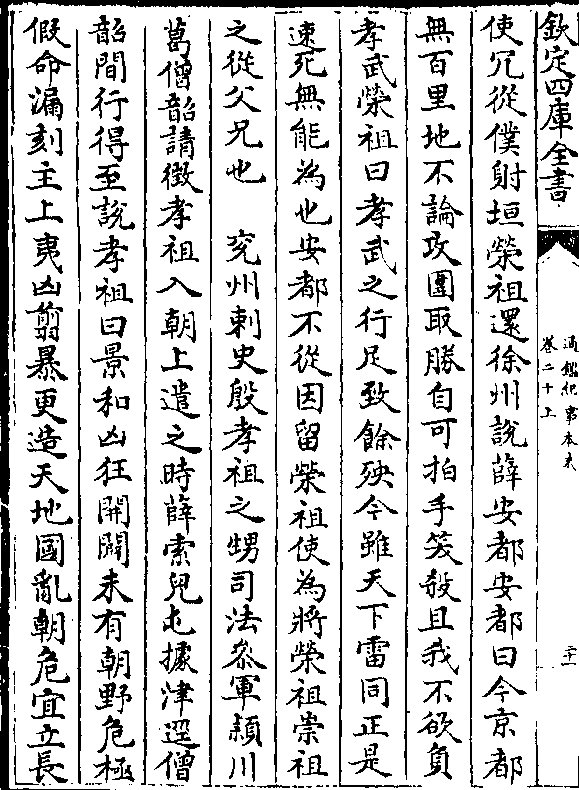 欽定四庫全書
通鑑紀事本末
卷二十上
二十一
使冗從僕射垣榮祖還徐州說薛安都安都曰今京都
無百里地不論攻圍取勝自可拍手笑殺且我不欲負
孝武榮祖曰孝武之行足致餘殃今雖天下雷同正是
速死無能為也安都不從因留榮祖使為將榮祖崇祖
之從父兄也　兖州刺史殷孝祖之甥司法參軍潁川
葛僧韶請徵孝祖入朝上遣之時薛索兒屯據津逕僧
韶間行得至說孝祖曰景和凶狂開闢未有朝野危極
假命漏刻主上夷凶翦暴更造天地國亂朝危宜立長